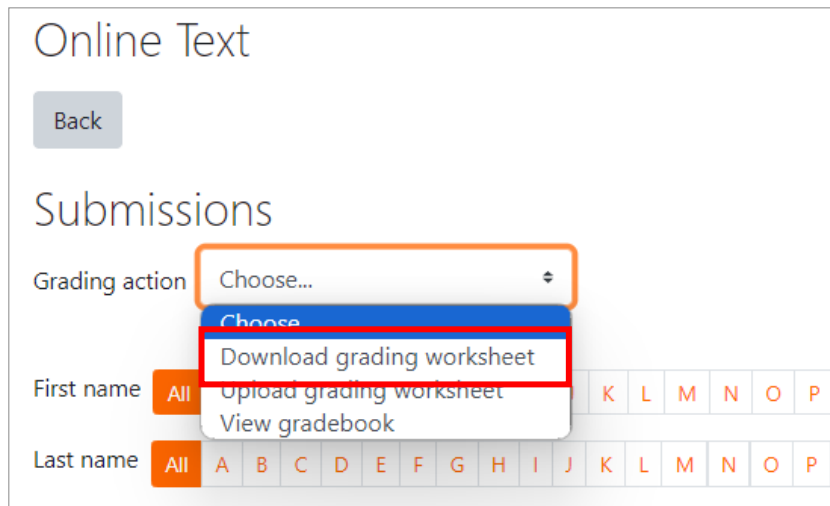 Online Text
Back
Submissions
Grading action Choose...
Choose
Download grading worksheet
Upload grading worksheet
View gradebook
First name All K L M N O P
Last name All A B C D E F G H I J K L M N O P